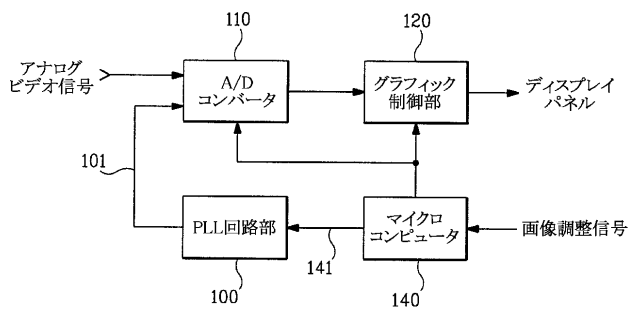 110
120
アナログ
ビデオ信号
A/D
コンバータ
グラフィック
制御部
ディスプレイ
パネル
101
PLL回路部
マイクロ
コンピュータ
画像調整信号
100
141
140